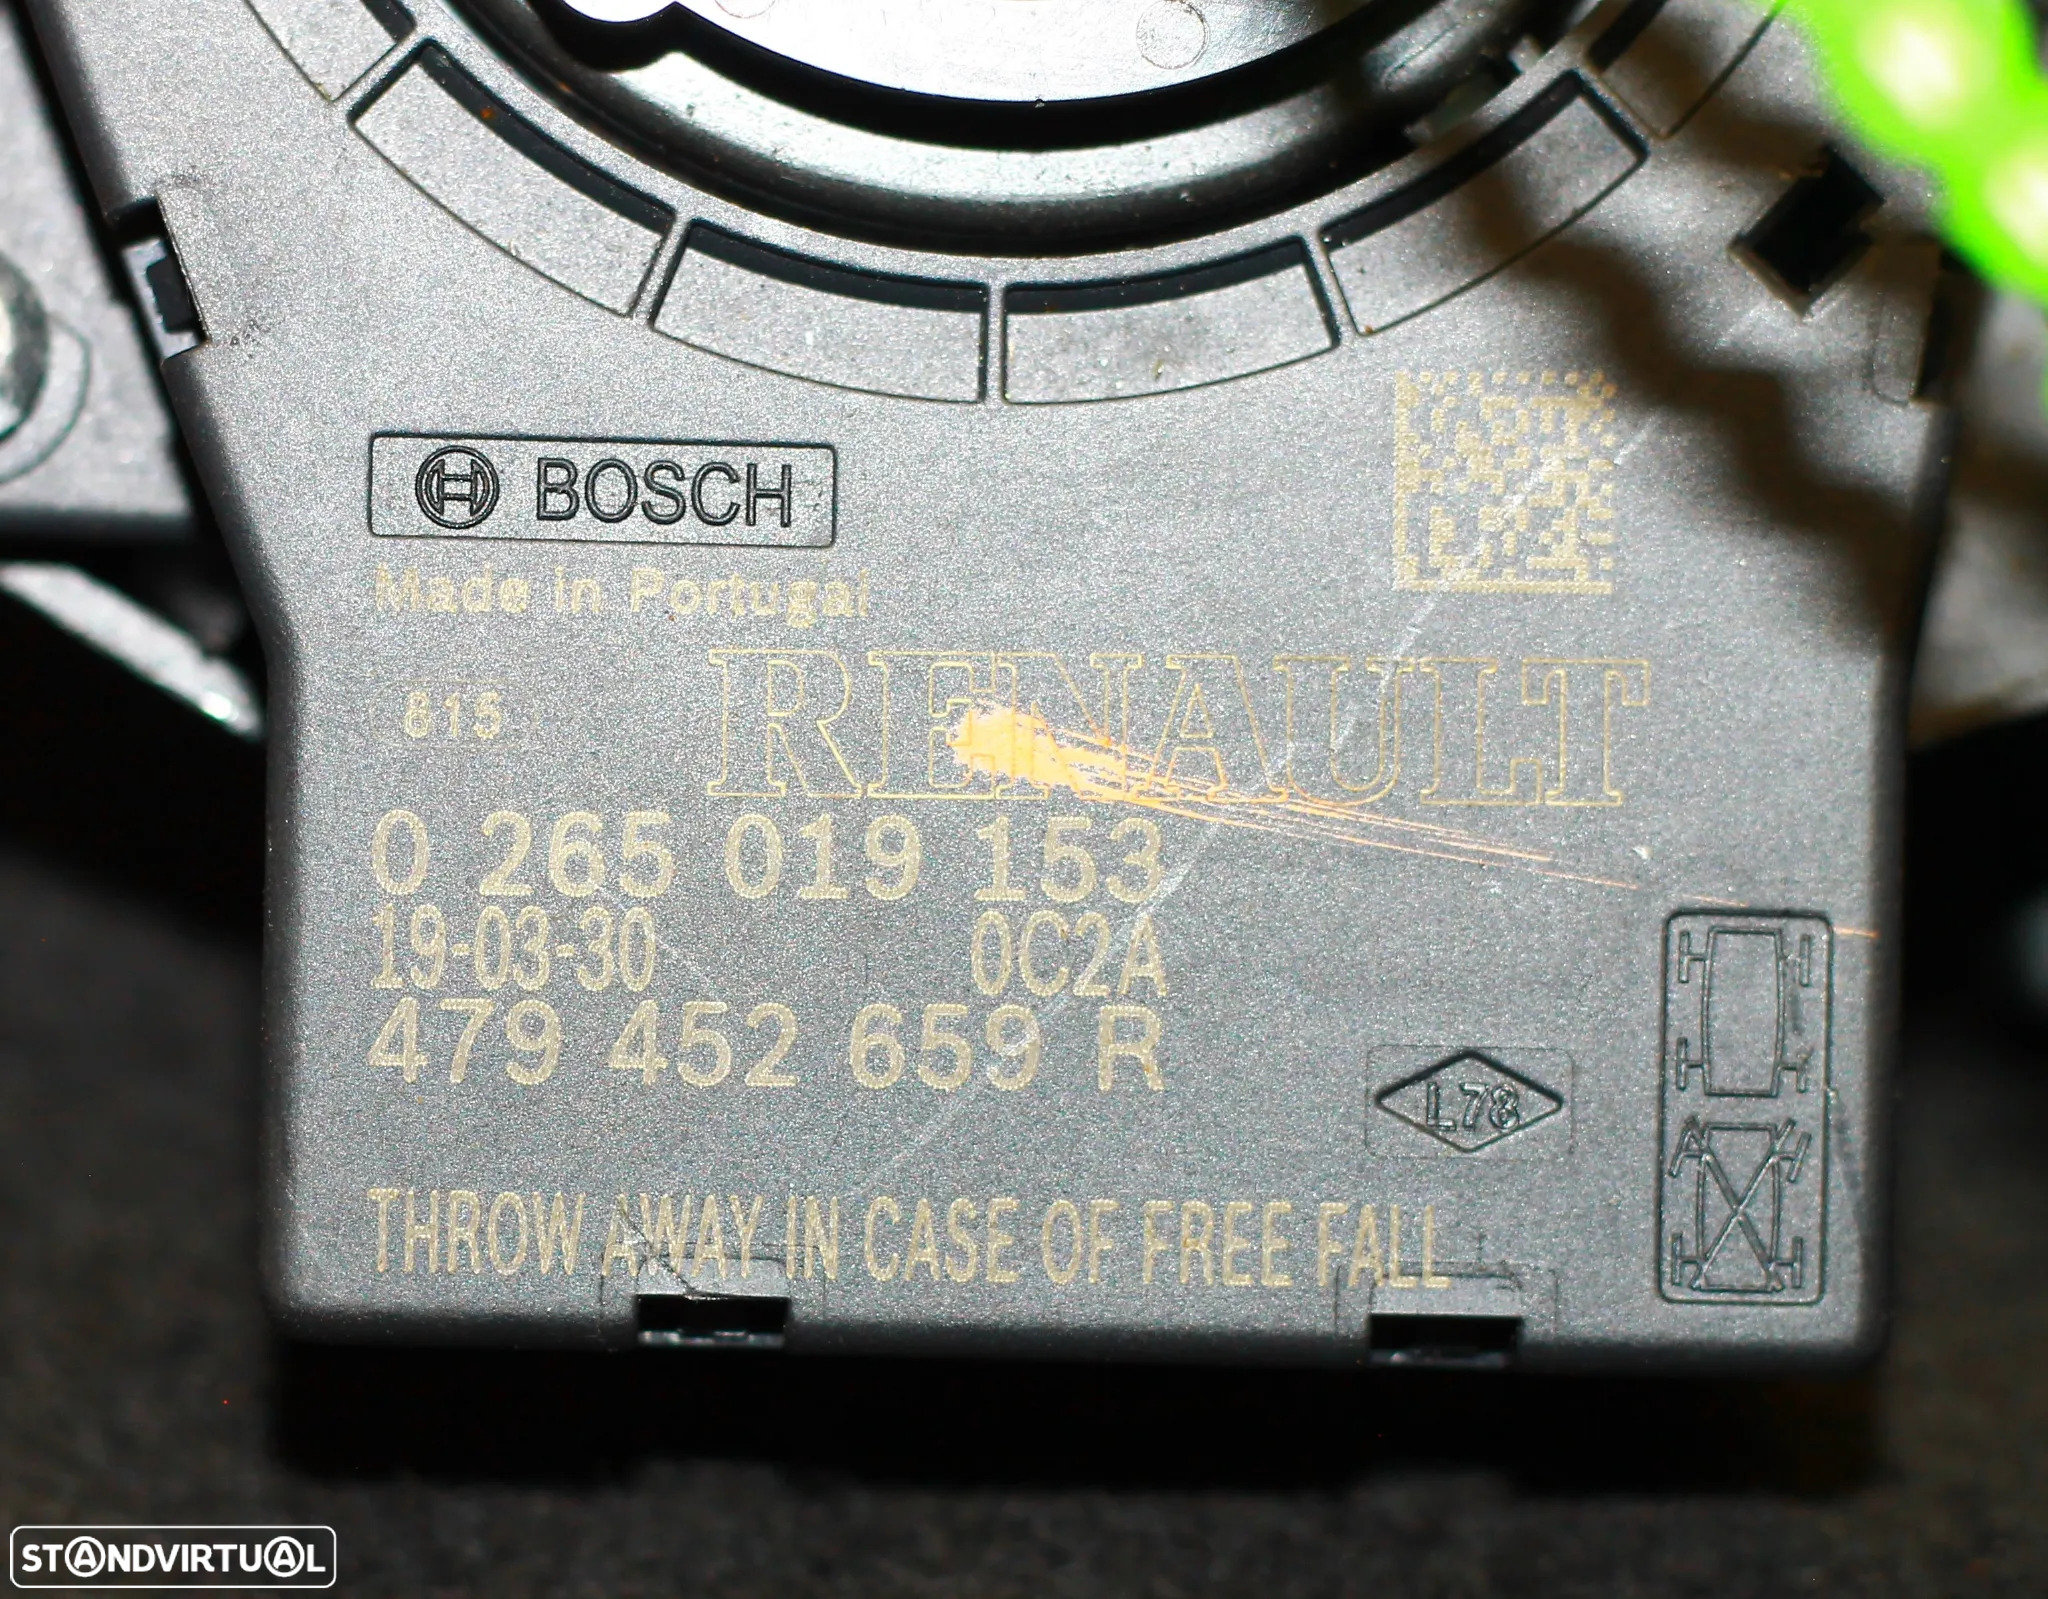 BOSCH
Made in Portugal
815
RENAULT
0 265 019 153
19-03-30 0C2A
479 452 659 R
L78
THROW AWAY IN CASE OF FREE FALL
STANDVIRTUAL